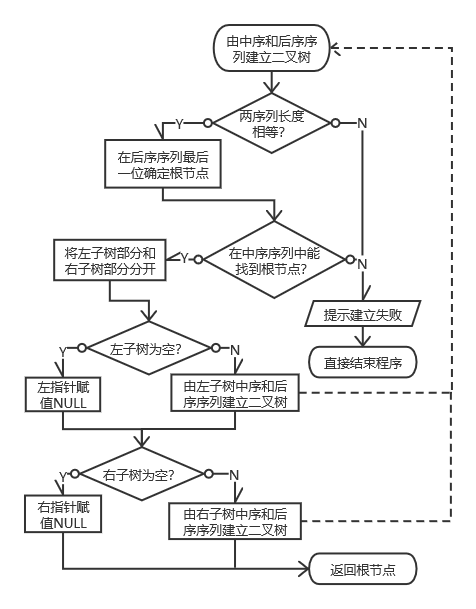 由中序和后序序
列建立二叉树
两序列长度
相等?
Y
N
在后序序列最后
一位确定根节点
将左子树部分和
右子树部分分开
Y
在中序序列中能
找到根节点?
N
提示建立失败
直接结束程序
左子树为空?
Y
N
左指针赋
值NULL
由左子树中序和后
序序列建立二叉树
右子树为空?
Y
N
右指针赋
值NULL
由右子树中序和后
序序列建立二叉树
返回根节点